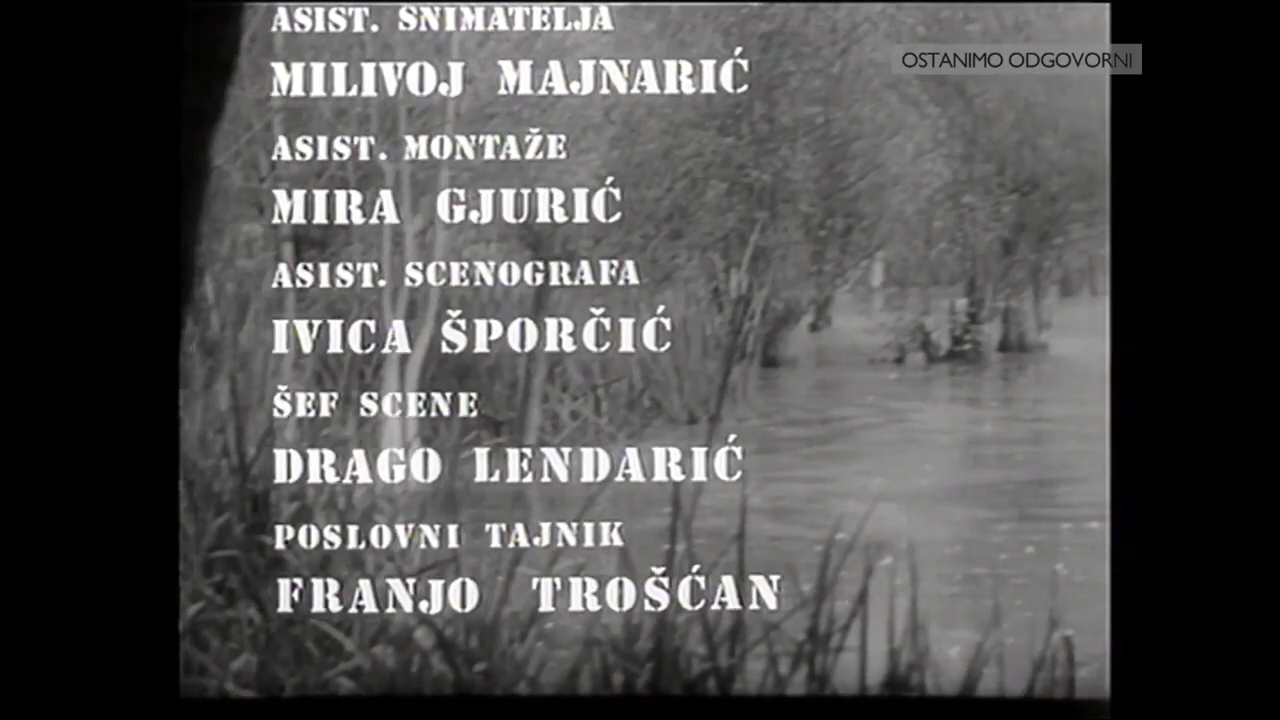 ASIST. SNIMATELJA
OSTANIMO ODGOVORNI
MILIVOJ MAJNARIĆ
ASIST. MONTAŽE
MIRA GJURIĆ
ASIST. SCENOGRAFA
IVICA ŠPORČIĆ
ŠEF SCENE
DRAGO LENDARIĆ
POSLOVNI TAJNIK
FRANJO TROŠĆAN